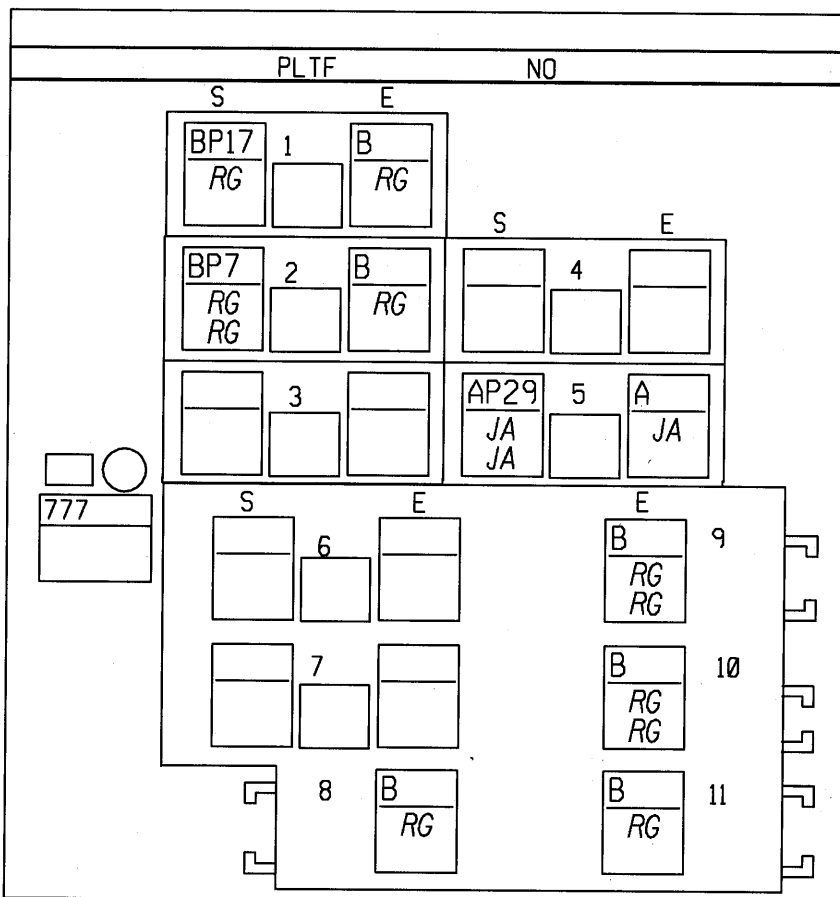 PLTF NO
S E
BP17 1 B
RG RG
S E
BP7 2 B 4
RG RG
RG
3 AP29 5 A
JA JA
JA
777
S E E
6 B 9
RG
RG
7 B 10
RG
RG
8 B B 11
RG RG